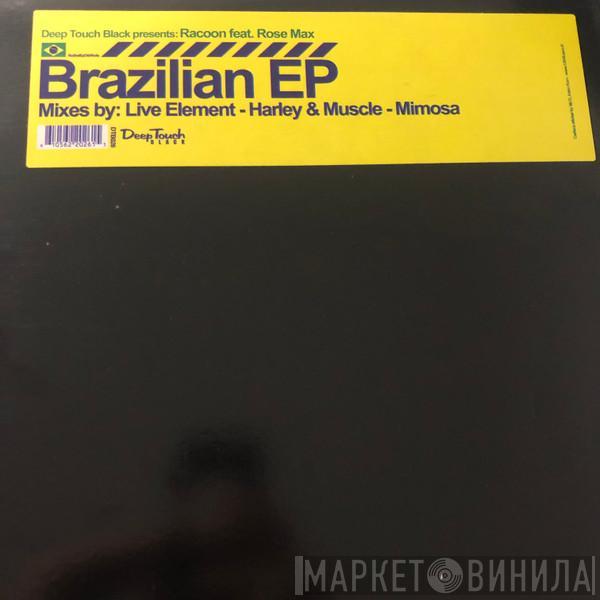 Deep Touch Black presents: Racoon feat. Rose Max
Brazilian EP
Mixes by: Live Element - Harley & Muscle - Mimosa
Deep Touch
BLACK
МАРКЕТ ВИНИЛА